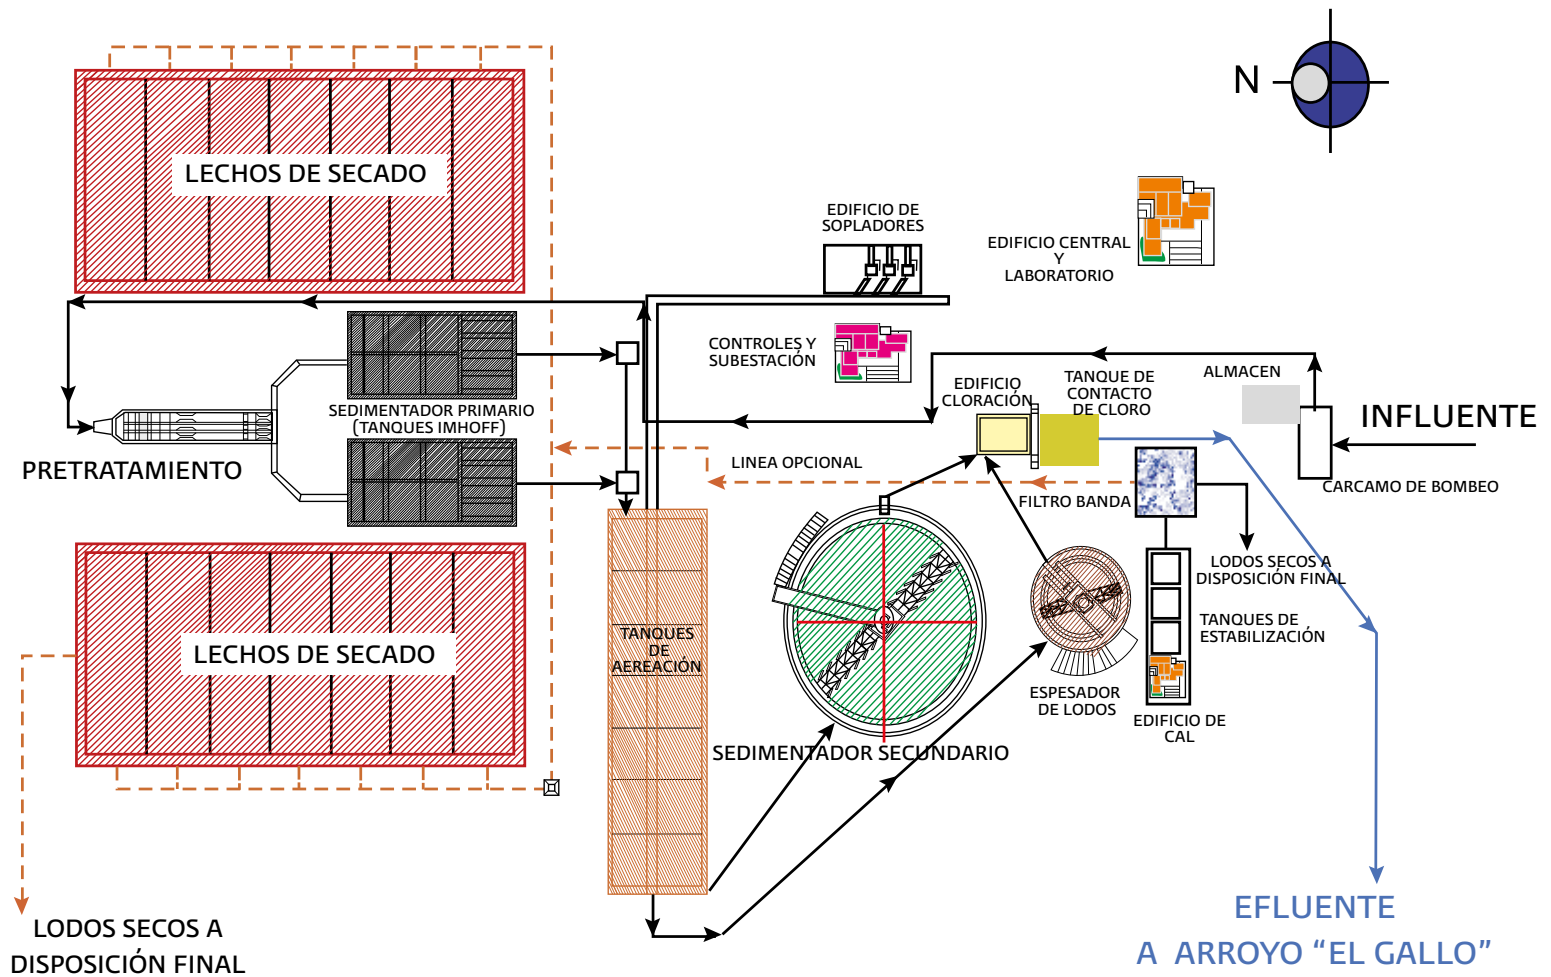 N
LECHOS DE SECADO
EDIFICIO DE
SOPLADORES
EDIFICIO CENTRAL
Y
LABORATORIO
CONTROLES Y
SUBESTACIÓN
EDIFICIO
CLORACIÓN
TANQUE DE
CONTACTO
DE CLORO
ALMACEN
INFLUENTE
CARCAMO DE BOMBEO
SEDIMENTADOR PRIMARIO
(TANQUES IMHOFF)
PRETRATAMIENTO
LINEA OPCIONAL
FILTRO BANDA
LODOS SECOS A
DISPOSICIÓN FINAL
TANQUES DE
ESTABILIZACIÓN
LECHOS DE SECADO
TANQUES
DE
AEREACIÓN
ESPESADOR
DE LODOS
EDIFICIO DE
CAL
SEDIMENTADOR SECUNDARIO
LODOS SECOS A
DISPOSICIÓN FINAL
EFLUENTE
A ARROYO “EL GALLO”